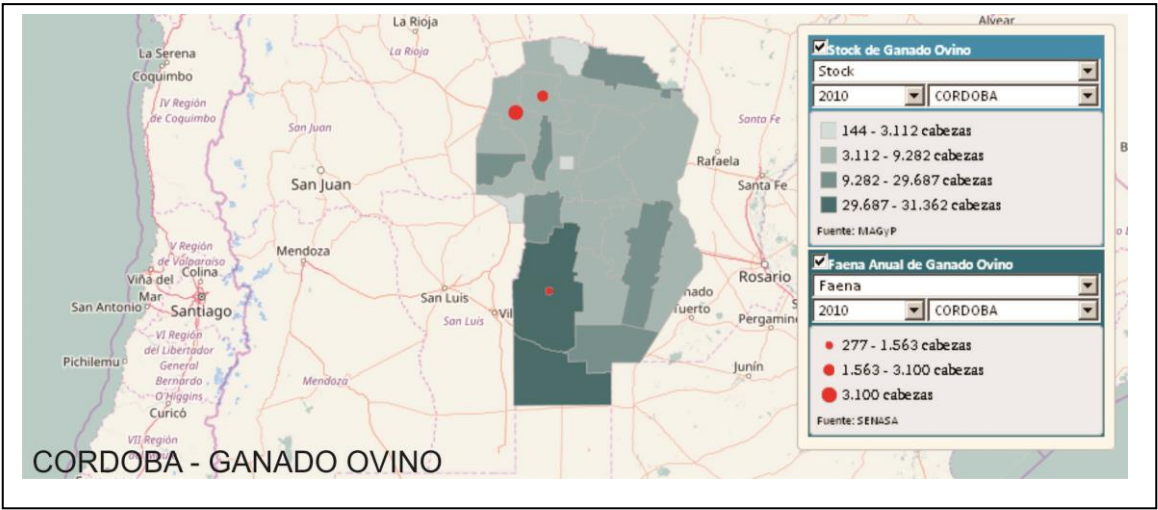 La Rioja
La Rioja
Alvear
La Serena
Coquimbo
IV Región
de Coquimbo
San Juan
San Juan
Santa Fe
Rafaela
Santa Fe
V Región
de Valparaíso
Viña del
Mar
Colina
San Antonio
Santiago
Mendoza
San Luis
San Luis
Vil
Rosario
nado
Tuerto
Pergamin
VI Región
del Libertador
General
Bernardo
O'Higgins
Pichilemu
Curicó
Mendoza
Junín
VII Región
CORDOBA - GANADO OVINO
Stock de Ganado Ovino
Stock
2010 CORDOBA
144 - 3.112 cabezas
3.112 - 9.282 cabezas
9.282 - 29.687 cabezas
29.687 - 31.362 cabezas
Fuente: MAGyP
Faena Anual de Ganado Ovino
Faena
2010 CORDOBA
277 - 1.563 cabezas
1.563 - 3.100 cabezas
3.100 cabezas
Fuente: SENASA